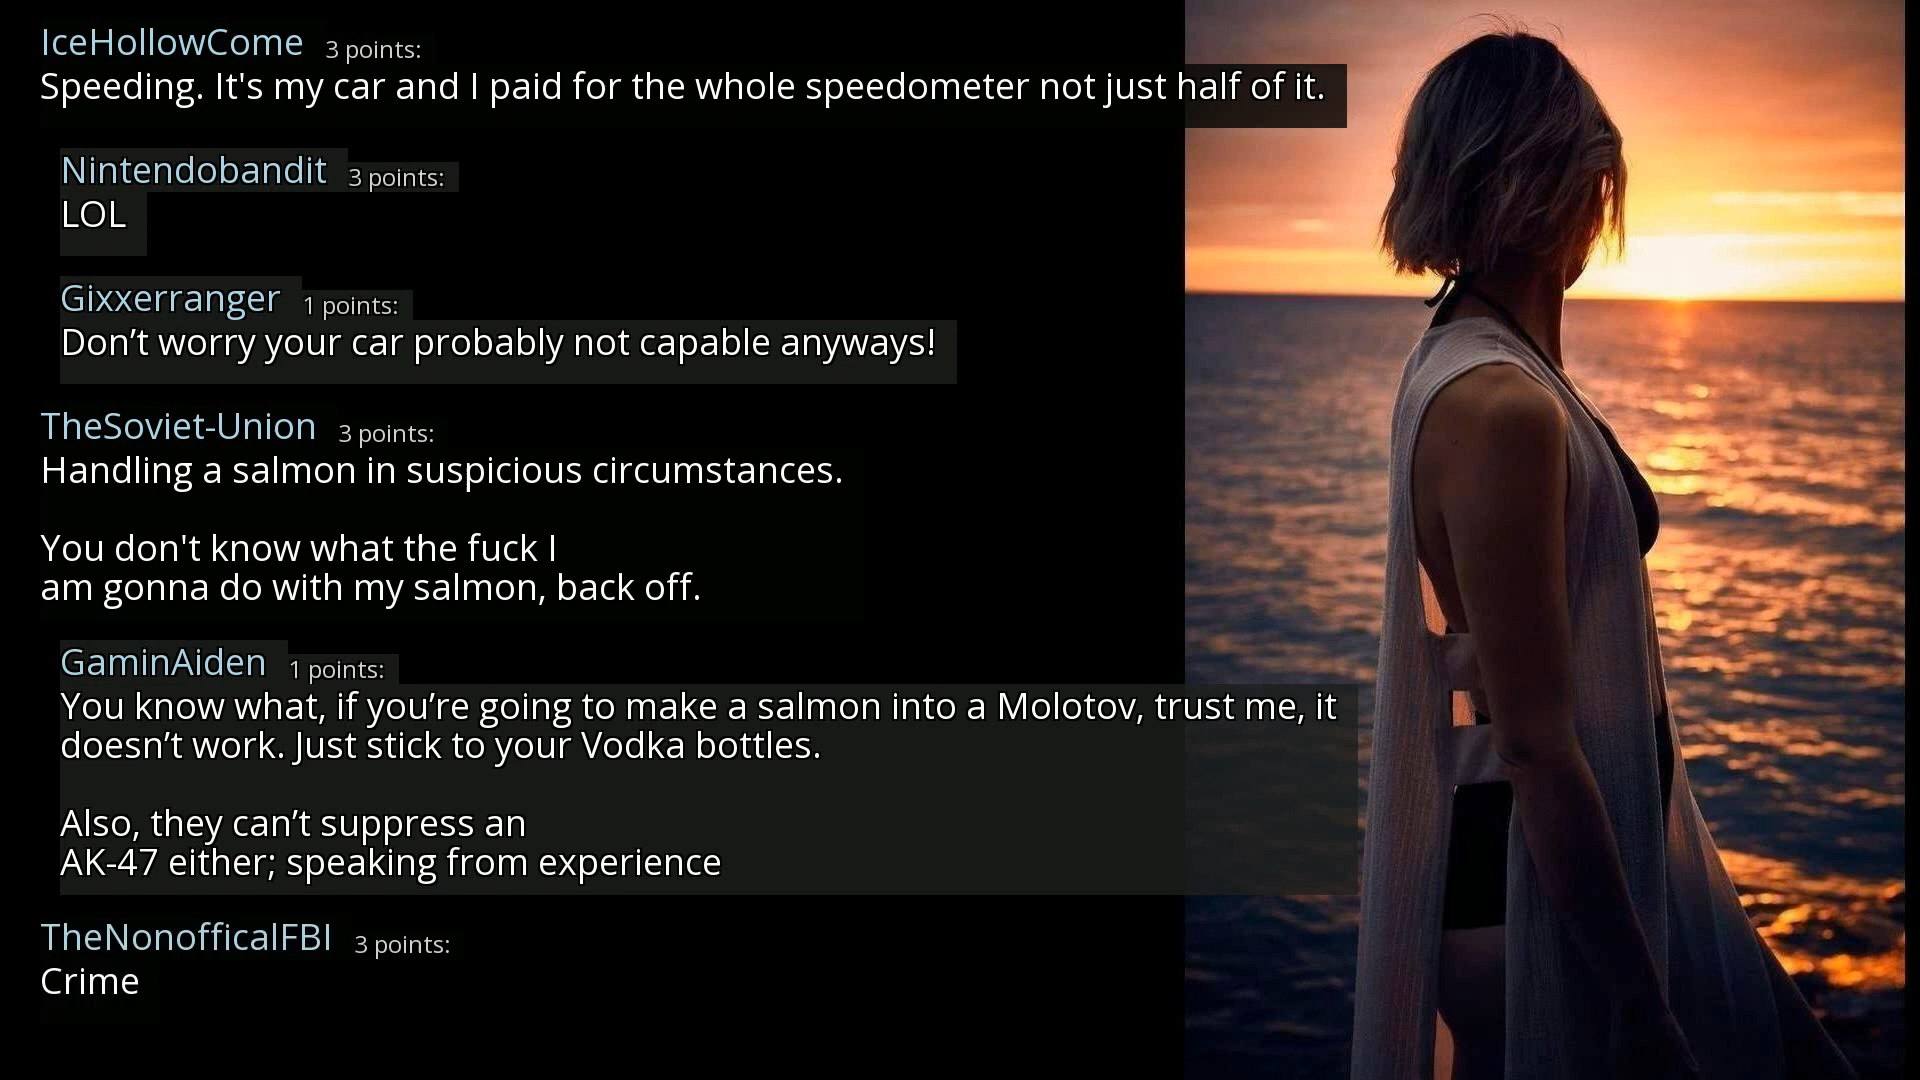 IceHollowCome 3 points:
Speeding. It's my car and I paid for the whole speedometer not just half of it.
Nintendobandit 3 points:
LOL
Gixxerranger 1 points:
Don’t worry your car probably not capable anyways!
TheSoviet-Union 3 points:
Handling a salmon in suspicious circumstances.
You don't know what the fuck I
am gonna do with my salmon, back off.
GaminAiden 1 points:
You know what, if you’re going to make a salmon into a Molotov, trust me, it
doesn’t work. Just stick to your Vodka bottles.
Also, they can’t suppress an
AK-47 either; speaking from experience
TheNonofficalFBI 3 points:
Crime